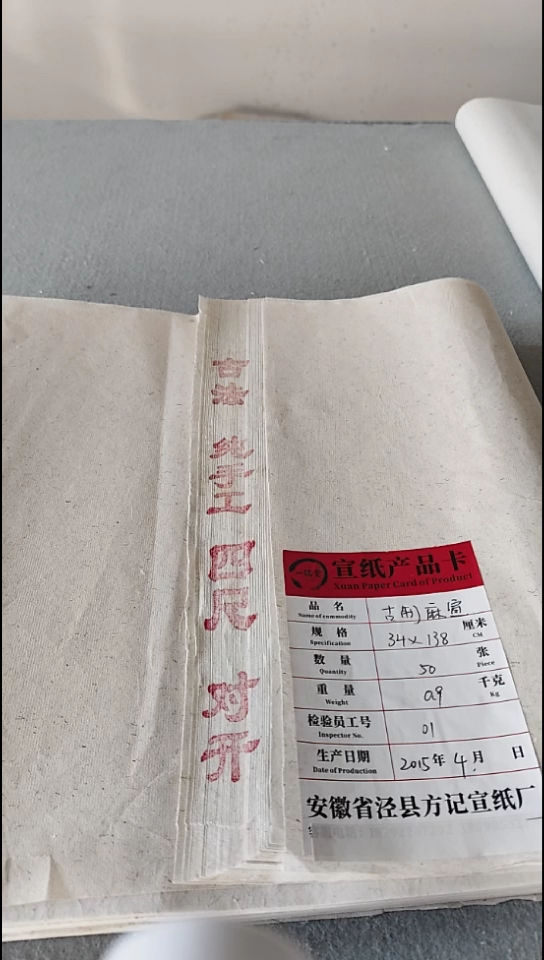 古法 纯手工 四尺 对开
宣纸产品卡
Xuan Paper Card of Product
品 名
Name of commodity
规 格 34×138 厘米
Specification CM
数 量 50 张
Quantity Piece
重 量 0.9 千克
Weight Kg
检验员工号 01
Inspector No.
生产日期 2015年 4月 日
Date of Production
安徽省泾县方记宣纸厂